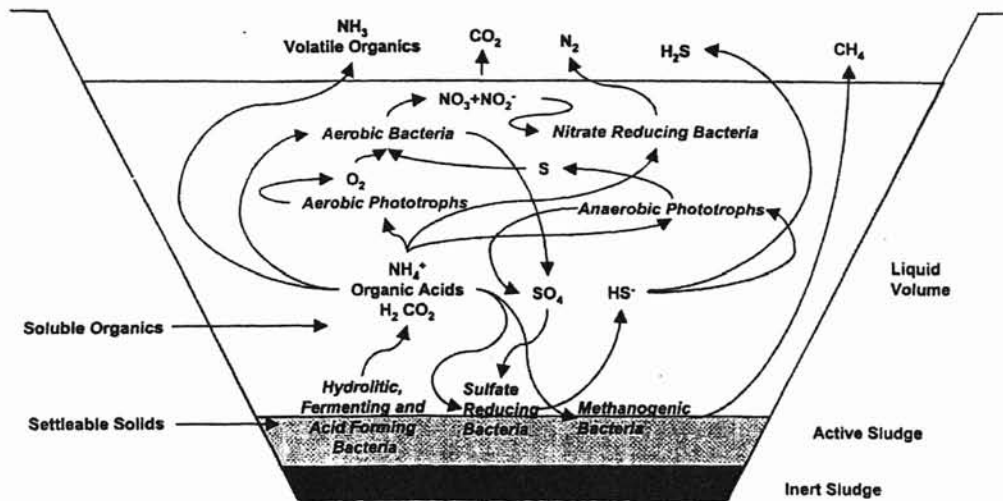 NH₃
Volatile Organics
CO₂
N₂
H₂S
CH₄
NO₃+NO₂⁻
Aerobic Bacteria
Nitrate Reducing Bacteria
S
O₂
Aerobic Phototrophs
Anaerobic Phototrophs
NH₄⁺
Organic Acids
H₂ CO₂
SO₄
HS⁻
Liquid
Volume
Soluble Organics
Hydrolitic,
Fermenting and
Acid Forming
Bacteria
Sulfate
Reducing
Bacteria
Methanogenic
Bacteria
Settleable Solids
Active Sludge
Inert Sludge